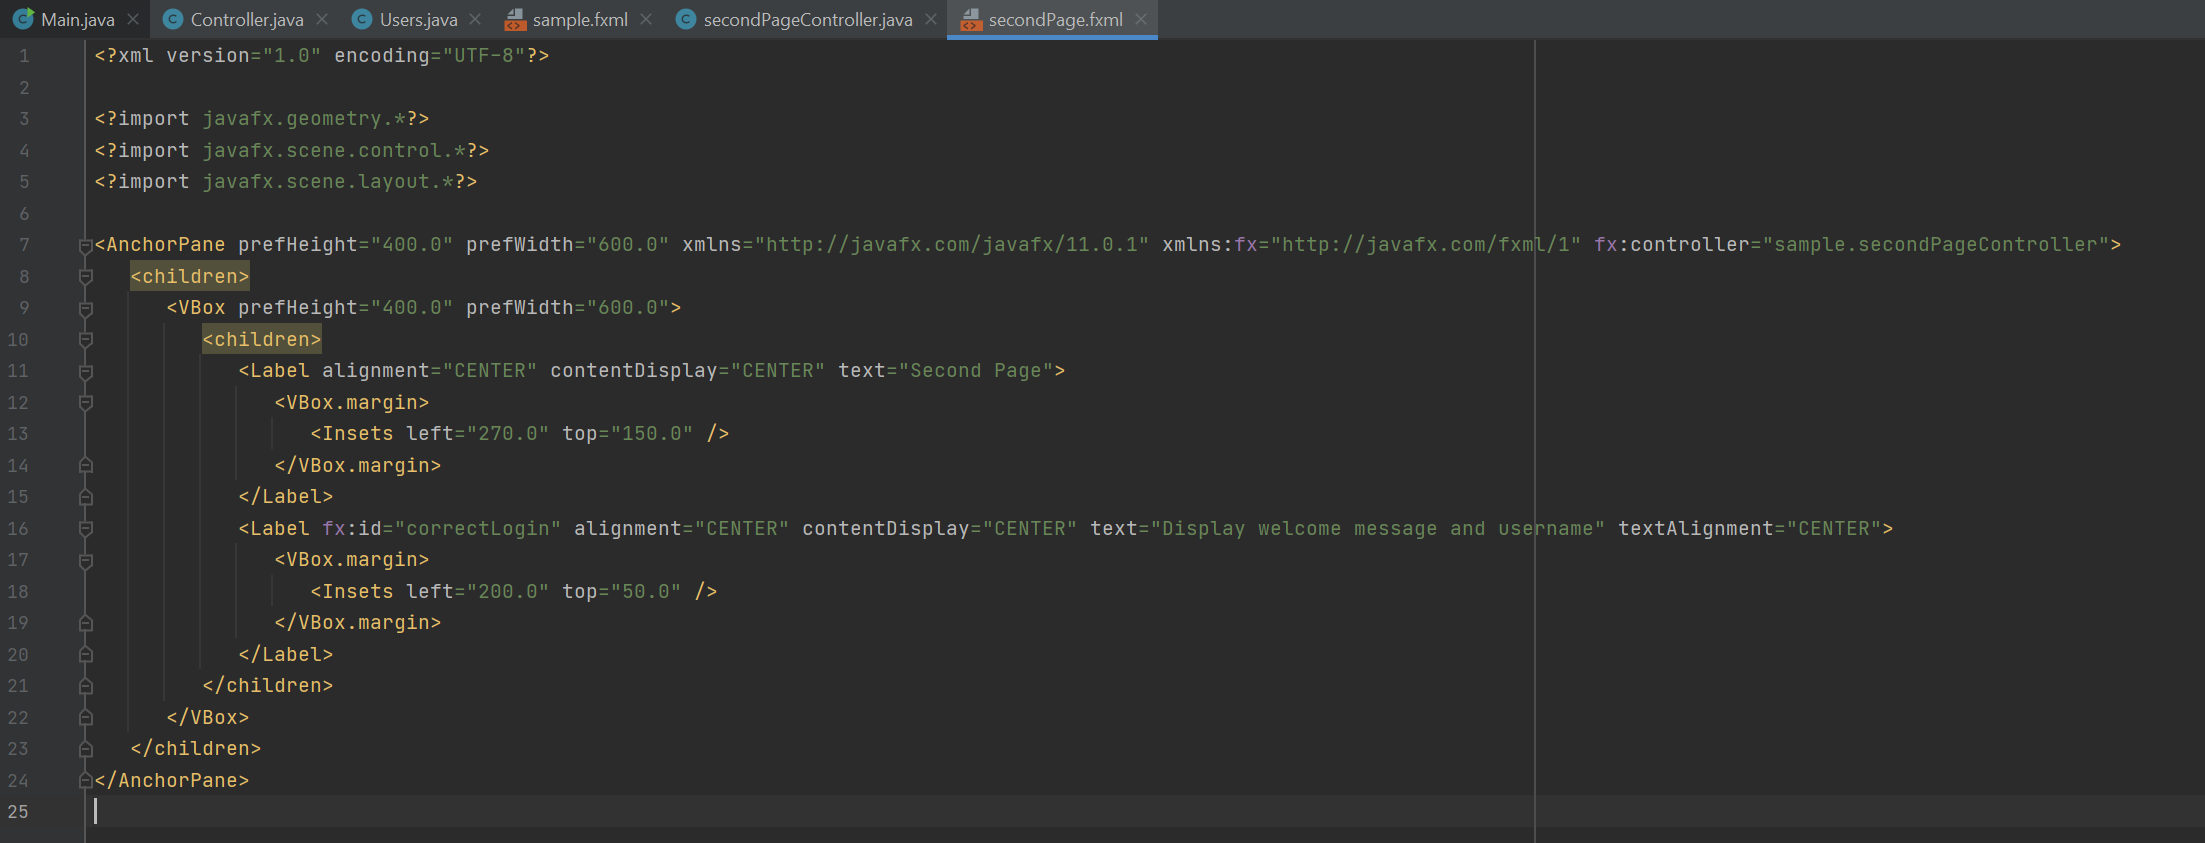 Main.java Controller.java Users.java sample.fxml secondPageController.java secondPage.fxml
1 <?xml version="1.0" encoding="UTF-8"?>
2
3 <?import javafx.geometry.*?>
4 <?import javafx.scene.control.*?>
5 <?import javafx.scene.layout.*?>
6
7 <AnchorPane prefHeight="400.0" prefWidth="600.0" xmlns="http://javafx.com/javafx/11.0.1" xmlns:fx="http://javafx.com/fxml/1" fx:controller="sample.secondPageController">
8    <children>
9       <VBox prefHeight="400.0" prefWidth="600.0">
10          <children>
11             <Label alignment="CENTER" contentDisplay="CENTER" text="Second Page">
12                <VBox.margin>
13                   <Insets left="270.0" top="150.0" />
14                </VBox.margin>
15             </Label>
16             <Label fx:id="correctLogin" alignment="CENTER" contentDisplay="CENTER" text="Display welcome message and username" textAlignment="CENTER">
17                <VBox.margin>
18                   <Insets left="200.0" top="50.0" />
19                </VBox.margin>
20             </Label>
21          </children>
22       </VBox>
23    </children>
24 </AnchorPane>
25